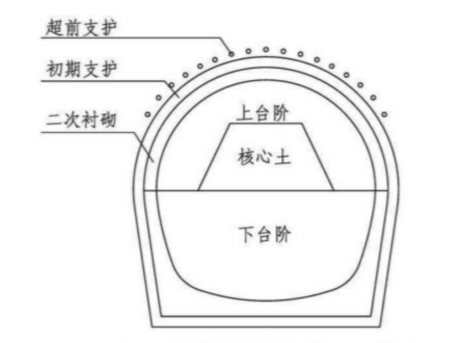 超前支护
初期支护
二次衬砌
上台阶
核心土
下台阶